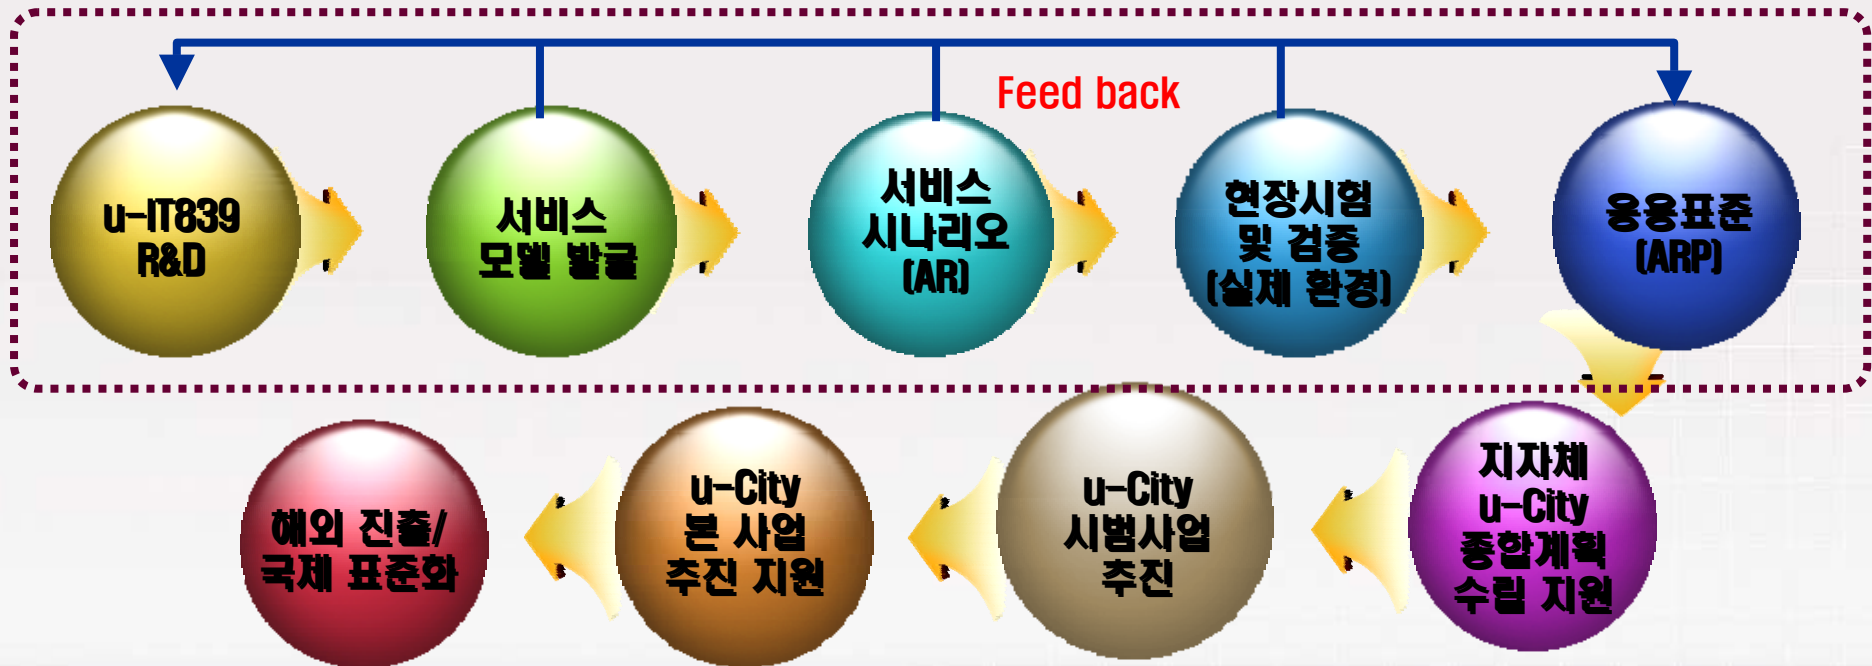 Feed back
u-IT839
R&D
서비스
모델 발굴
서비스
시나리오
(AR)
현장시험
및 검증
(실제 환경)
응용표준
(ARP)
해외 진출/
국제 표준화
u-City
본 사업
추진 지원
u-City
시범사업
추진
지자체
u-City
종합계획
수립 지원